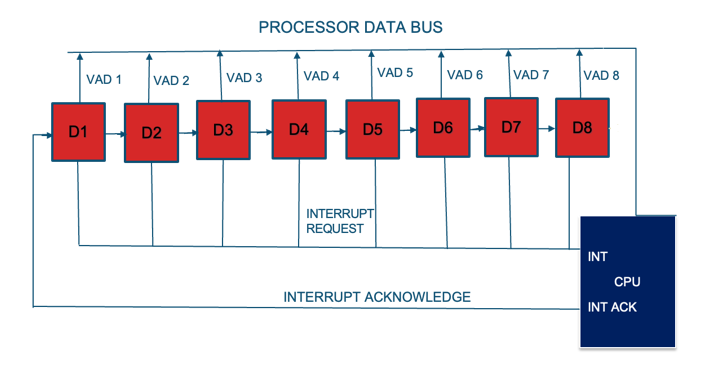 PROCESSOR DATA BUS
VAD 1
VAD 2
VAD 3
VAD 4
VAD 5
VAD 6
VAD 7
VAD 8
D1
D2
D3
D4
D5
D6
D7
D8
INTERRUPT
REQUEST
INT
CPU
INTERRUPT ACKNOWLEDGE
INT ACK